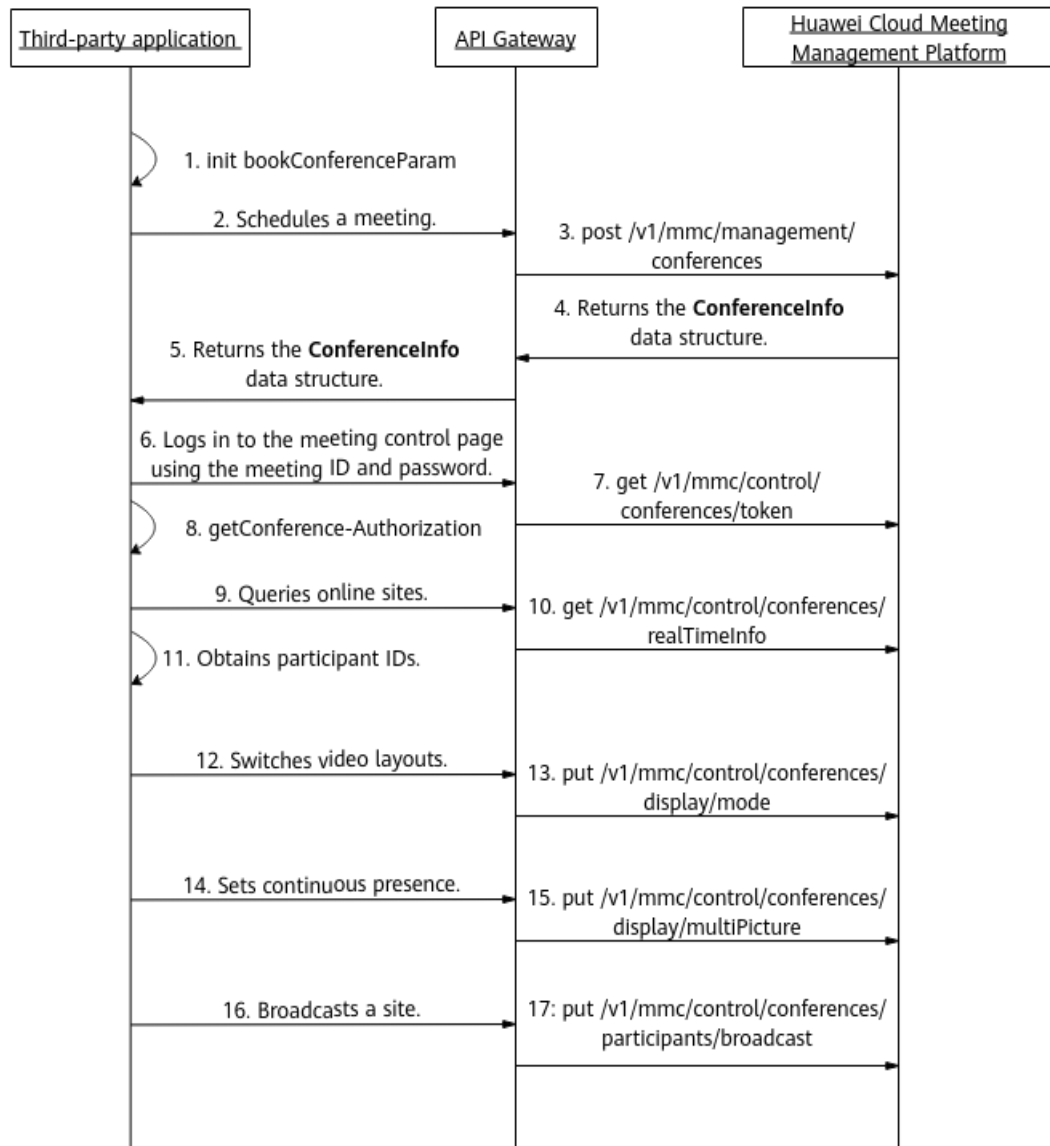 Third-party application
API Gateway
Huawei Cloud Meeting
Management Platform
1. init bookConferenceParam
2. Schedules a meeting.
3. post /v1/mmc/management/
conferences
4. Returns the ConferenceInfo
data structure.
5. Returns the ConferenceInfo
data structure.
6. Logs in to the meeting control page
using the meeting ID and password.
7. get /v1/mmc/control/
conferences/token
8. getConference-Authorization
9. Queries online sites.
10. get /v1/mmc/control/conferences/
realTimeInfo
11. Obtains participant IDs.
12. Switches video layouts.
13. put /v1/mmc/control/conferences/
display/mode
14. Sets continuous presence.
15. put /v1/mmc/control/conferences/
display/multiPicture
16. Broadcasts a site.
17: put /v1/mmc/control/conferences/
participants/broadcast